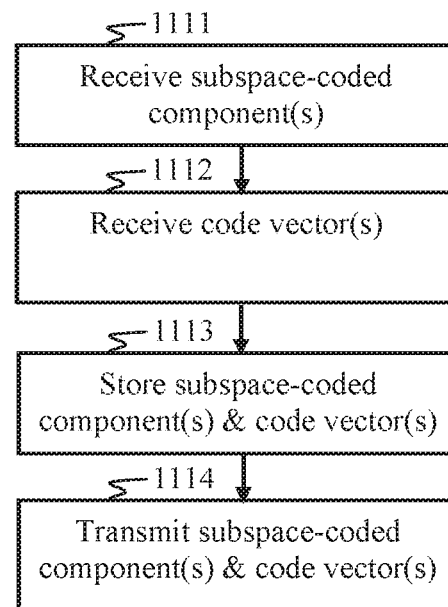 1111
Receive subspace-coded
component(s)
1112
Receive code vector(s)
1113
Store subspace-coded
component(s) & code vector(s)
1114
Transmit subspace-coded
component(s) & code vector(s)